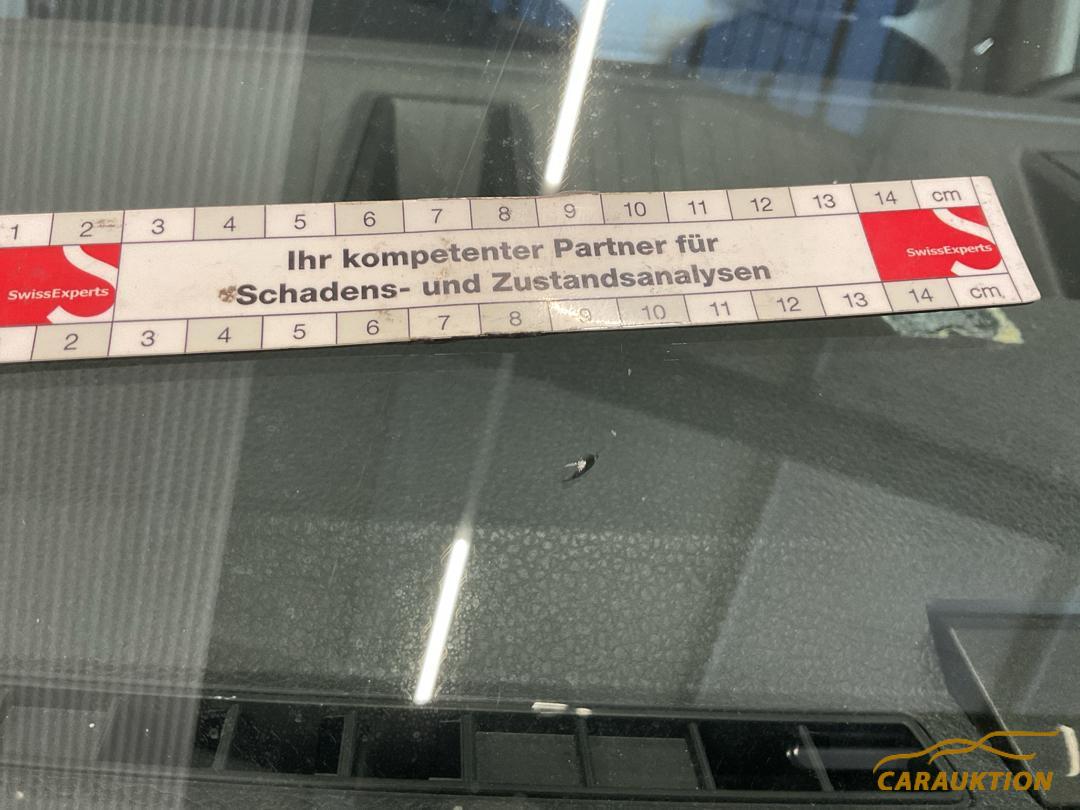 1 2 3 4 5 6 7 8 9 10 11 12 13 14 cm
Ihr kompetenter Partner für
Schadens- und Zustandsanalysen
SwissExperts
SwissExperts
2 3 4 5 6 7 8 9 10 11 12 13 14 cm
CARAUKTION